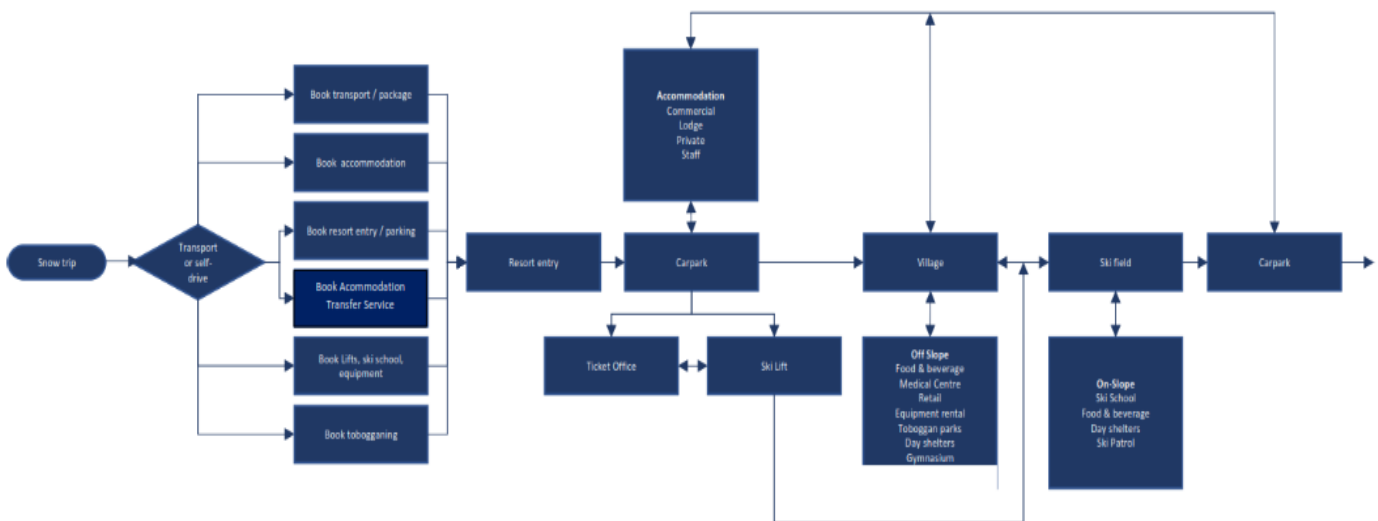 Snow trip
Transport
or self-
drive
Book transport / package
Book accommodation
Book resort entry / parking
Book Acommodation
Transfer Service
Book Lifts, ski school,
equipment
Book tobogganing
Resort entry
Accommodation
Commercial
Lodge
Private
Staff
Carpark
Ticket Office
Ski Lift
Village
Off Slope
Food & beverage
Medical Centre
Retail
Equipment rental
Toboggan parks
Day shelters
Gymnasium
Ski field
On-Slope
Ski School
Food & beverage
Day shelters
Ski Patrol
Carpark